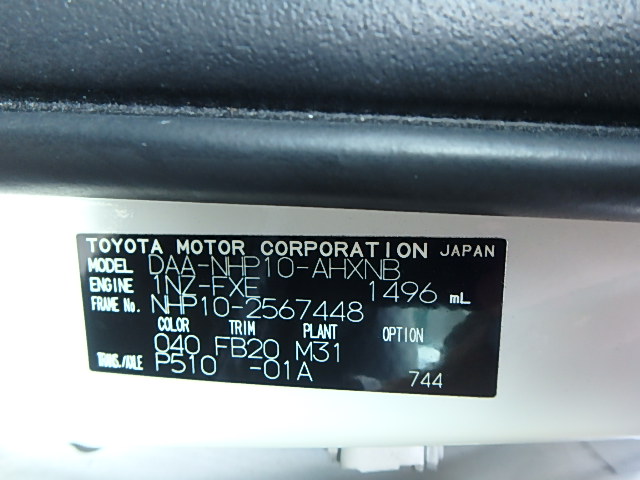 TOYOTA MOTOR CORPORATION JAPAN
MODEL DAA-NHP10-AHXNB
ENGINE 1NZ-FXE 1496 mL
FRAME No. NHP10-2567448
COLOR TRIM PLANT OPTION
040 FB20 M31
TRANS./AXLE P510 -01A 744